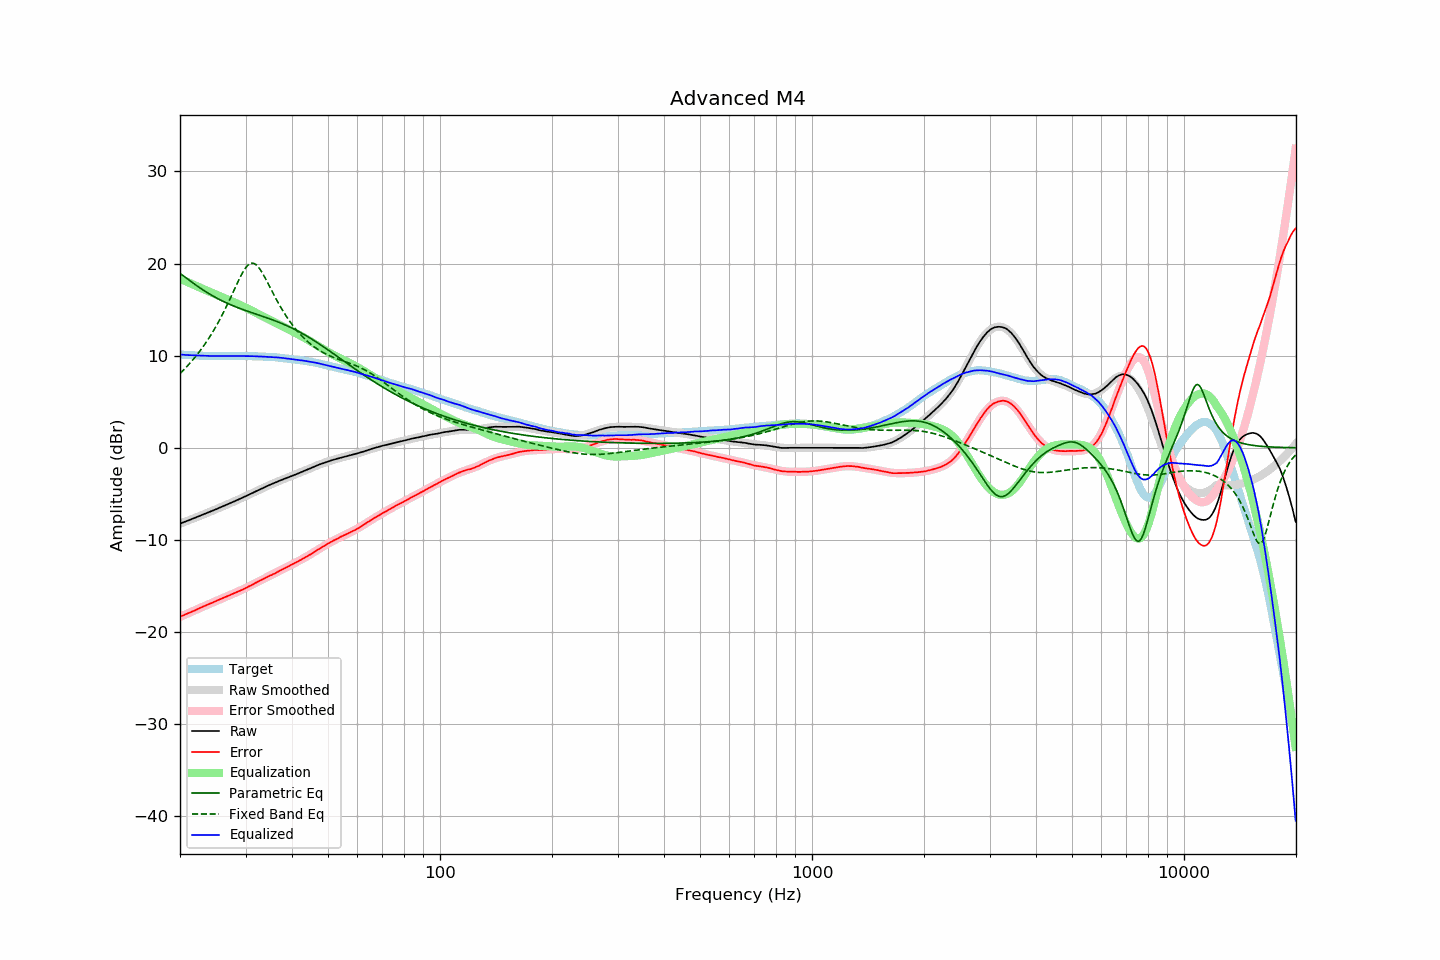 Advanced M4
30
20
10
0
−10
−20
−30
−40
Amplitude (dBr)
Target
Raw Smoothed
Error Smoothed
Raw
Error
Equalization
Parametric Eq
Fixed Band Eq
Equalized
100 1000 10000
Frequency (Hz)